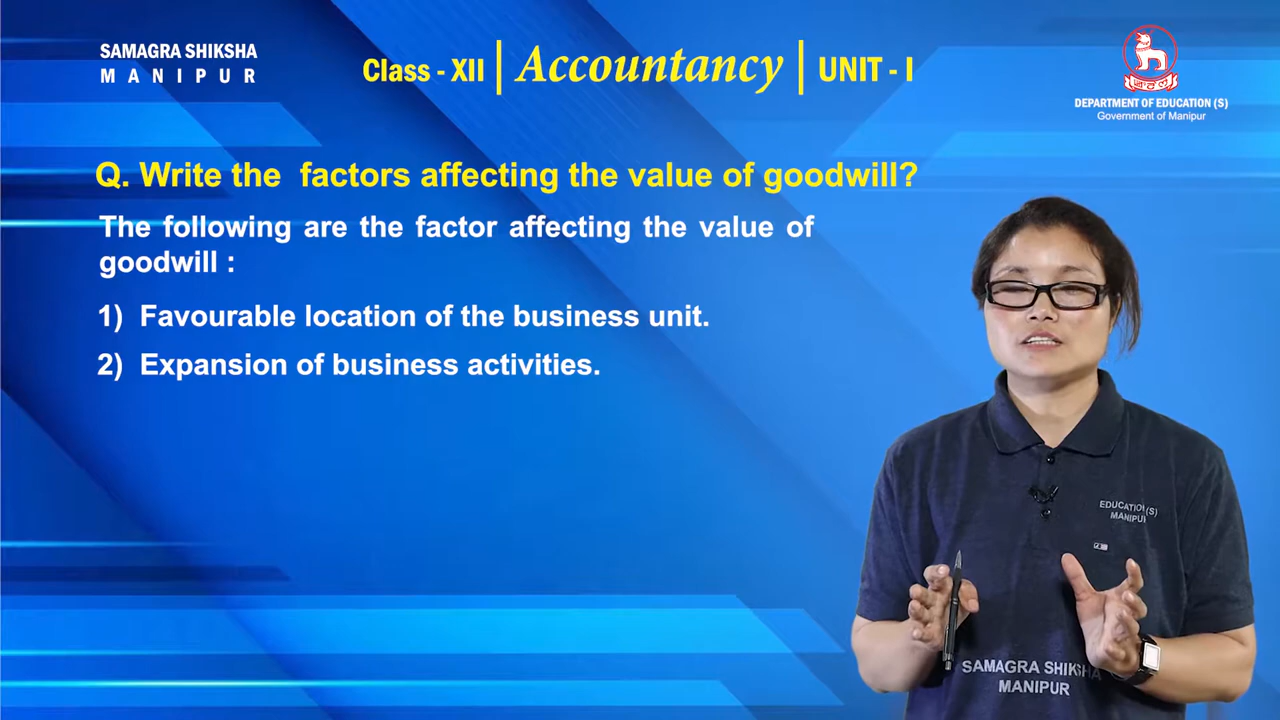 SAMAGRA SHIKSHA
MANIPUR
Class - XII | Accountancy | UNIT - I
DEPARTMENT OF EDUCATION (S)
Government of Manipur
Q. Write the factors affecting the value of goodwill?
The following are the factor affecting the value of
goodwill :
1) Favourable location of the business unit.
2) Expansion of business activities.
EDUCATION (S)
MANIPUR
SAMAGRA SHIKSHA
MANIPUR